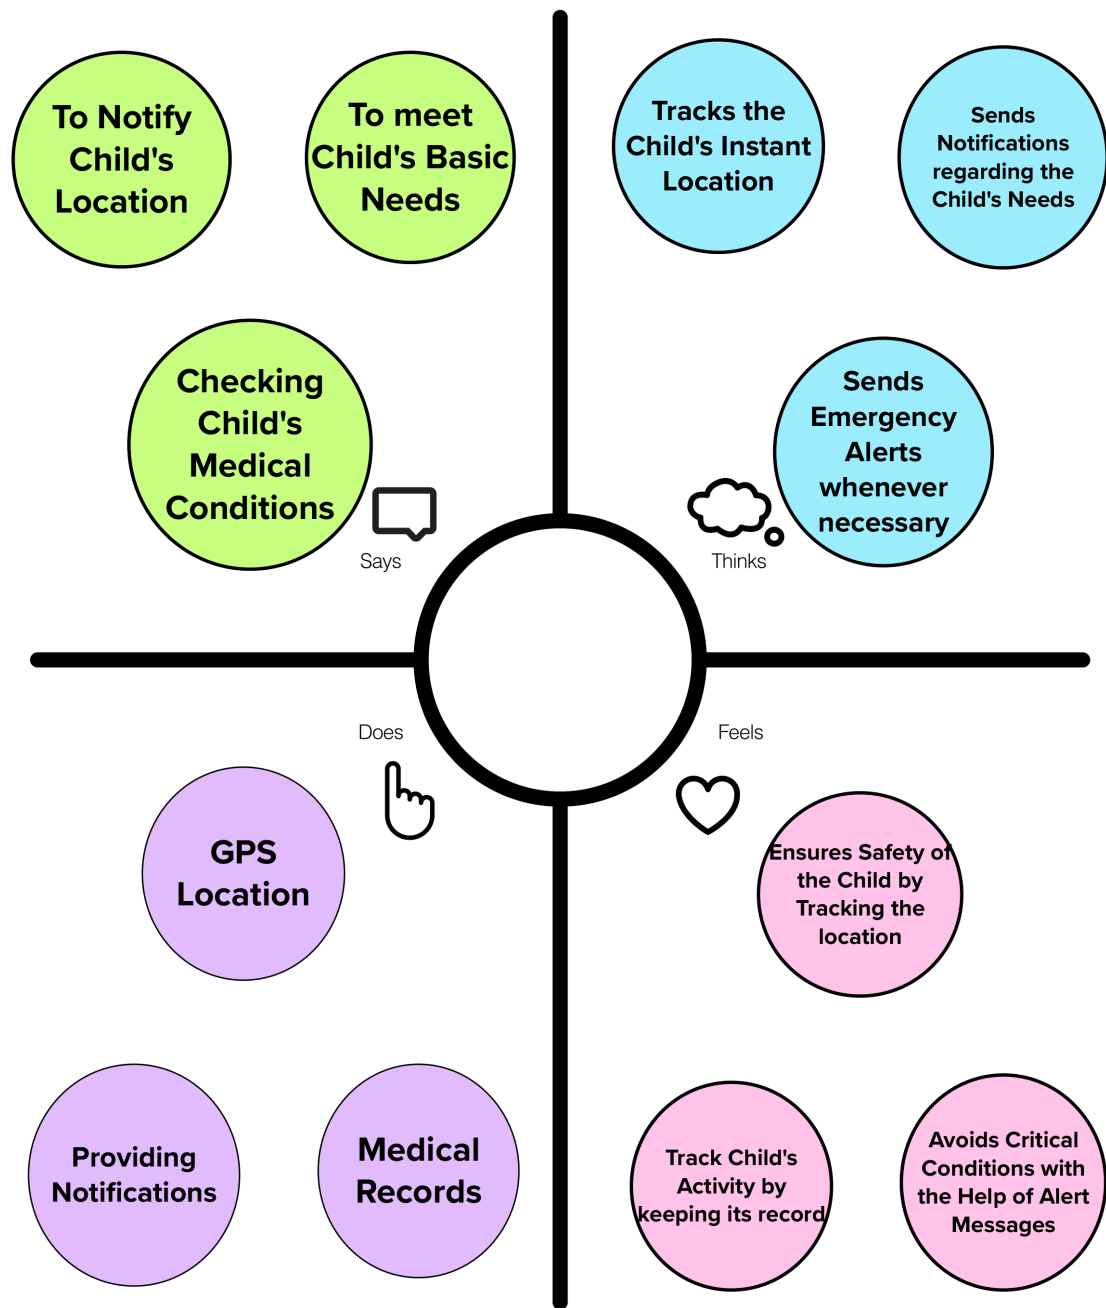 To Notify
Child's
Location
To meet
Child's Basic
Needs
Checking
Child's
Medical
Conditions
Says
Tracks the
Child's Instant
Location
Sends
Notifications
regarding the
Child's Needs
Sends
Emergency
Alerts
whenever
necessary
Thinks
Does
GPS
Location
Providing
Notifications
Medical
Records
Feels
Ensures Safety of
the Child by
Tracking the
location
Track Child's
Activity by
keeping its record
Avoids Critical
Conditions with
the Help of Alert
Messages